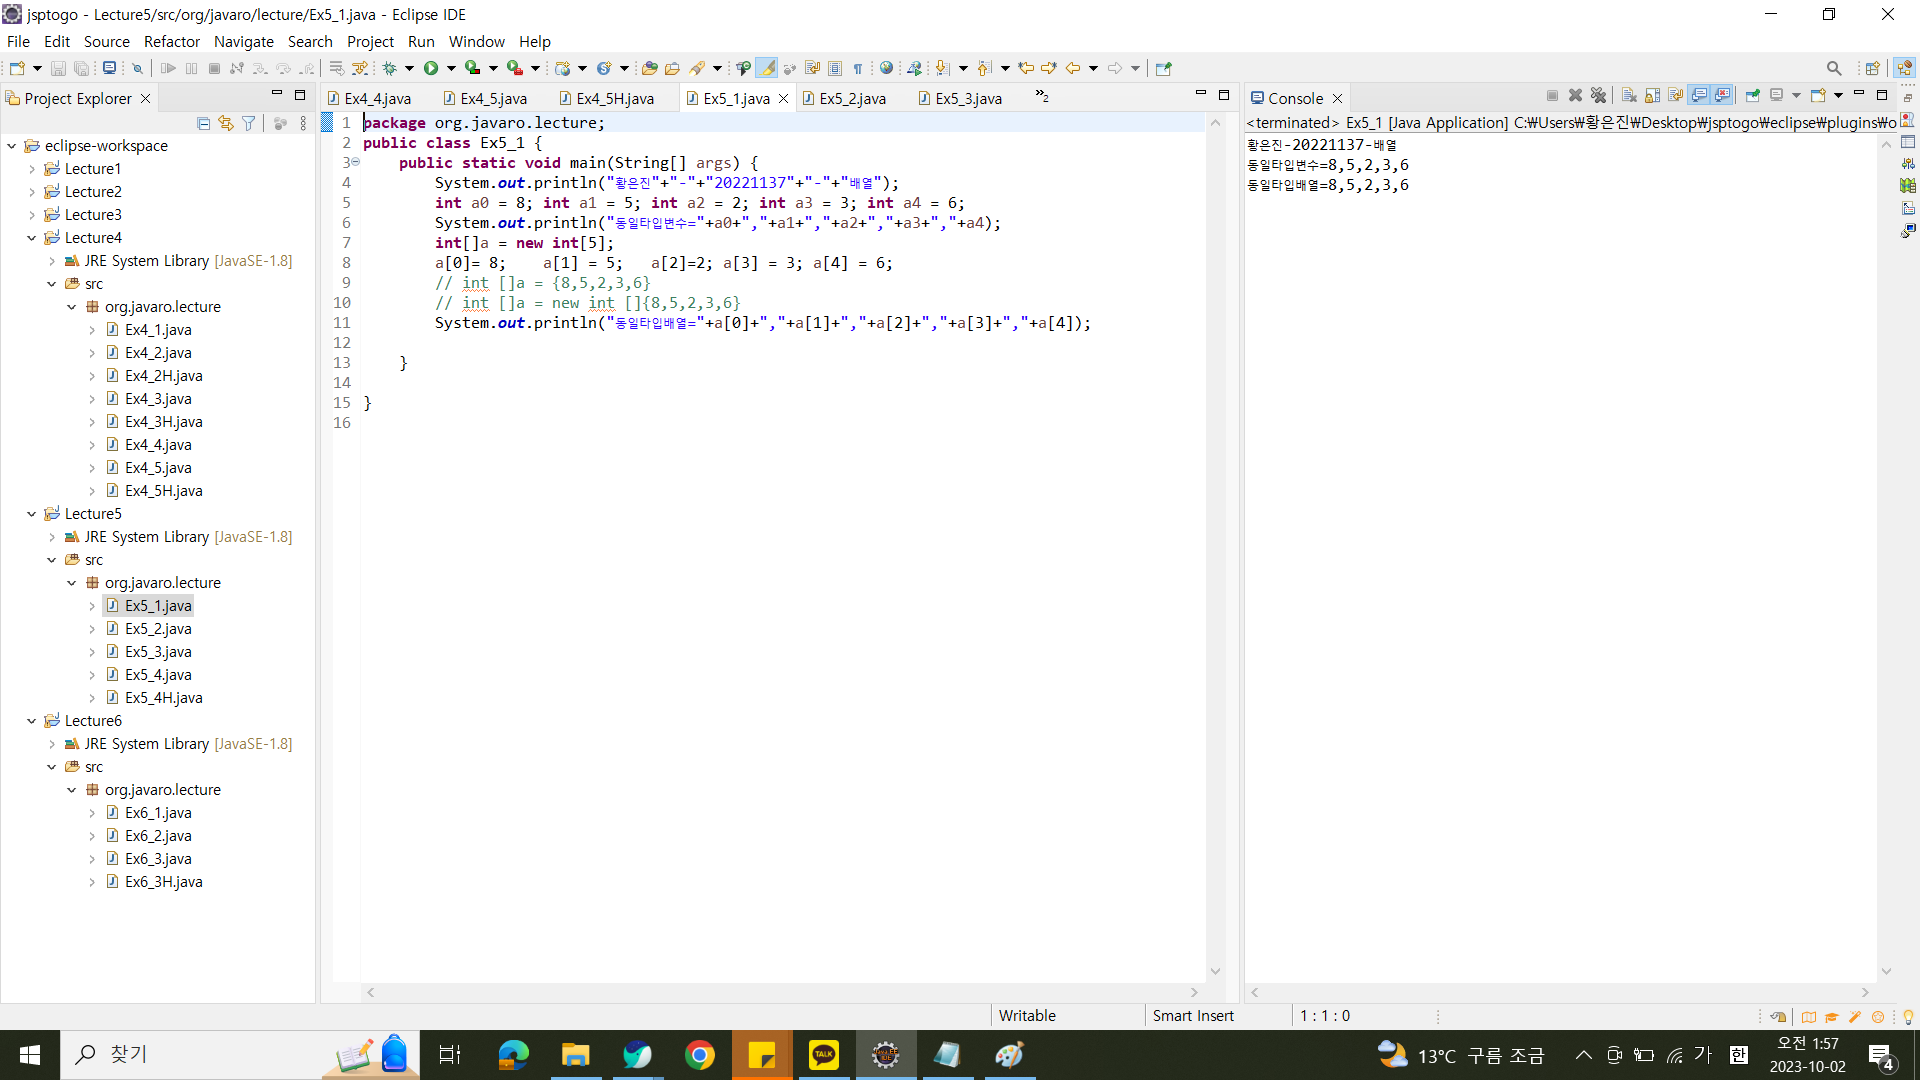 jsptogo - Lecture5/src/org/javaro/lecture/Ex5_1.java - Eclipse IDE
File Edit Source Refactor Navigate Search Project Run Window Help
Project Explorer
eclipse-workspace
Lecture1
Lecture2
Lecture3
Lecture4
JRE System Library [JavaSE-1.8]
src
org.javaro.lecture
Ex4_1.java
Ex4_2.java
Ex4_2H.java
Ex4_3.java
Ex4_3H.java
Ex4_4.java
Ex4_5.java
Ex4_5H.java
Lecture5
JRE System Library [JavaSE-1.8]
src
org.javaro.lecture
Ex5_1.java
Ex5_2.java
Ex5_3.java
Ex5_4.java
Ex5_4H.java
Lecture6
JRE System Library [JavaSE-1.8]
src
org.javaro.lecture
Ex6_1.java
Ex6_2.java
Ex6_3.java
Ex6_3H.java
Ex4_4.java Ex4_5.java Ex4_5H.java Ex5_1.java Ex5_2.java Ex5_3.java »2
1 package org.javaro.lecture;
2 public class Ex5_1 {
3 public static void main(String[] args) {
4 System.out.println("황은진"+"-"+"20221137"+"-"+"배열");
5 int a0 = 8; int a1 = 5; int a2 = 2; int a3 = 3; int a4 = 6;
6 System.out.println("동일타입변수="+a0+","+a1+","+a2+","+a3+","+a4);
7 int[]a = new int[5];
8 a[0]= 8; a[1] = 5; a[2]=2; a[3] = 3; a[4] = 6;
9 // int []a = {8,5,2,3,6}
10 // int []a = new int []{8,5,2,3,6}
11 System.out.println("동일타입배열="+a[0]+","+a[1]+","+a[2]+","+a[3]+","+a[4]);
12
13 }
14
15 }
16
Console
<terminated> Ex5_1 [Java Application] C:₩Users₩황은진₩Desktop₩jsptogo₩eclipse₩plugins₩o
황은진-20221137-배열
동일타입변수=8,5,2,3,6
동일타입배열=8,5,2,3,6
Writable Smart Insert 1 : 1 : 0
찾기
TALK
13°C 구름 조금
가 한
오전 1:57
2023-10-02
4